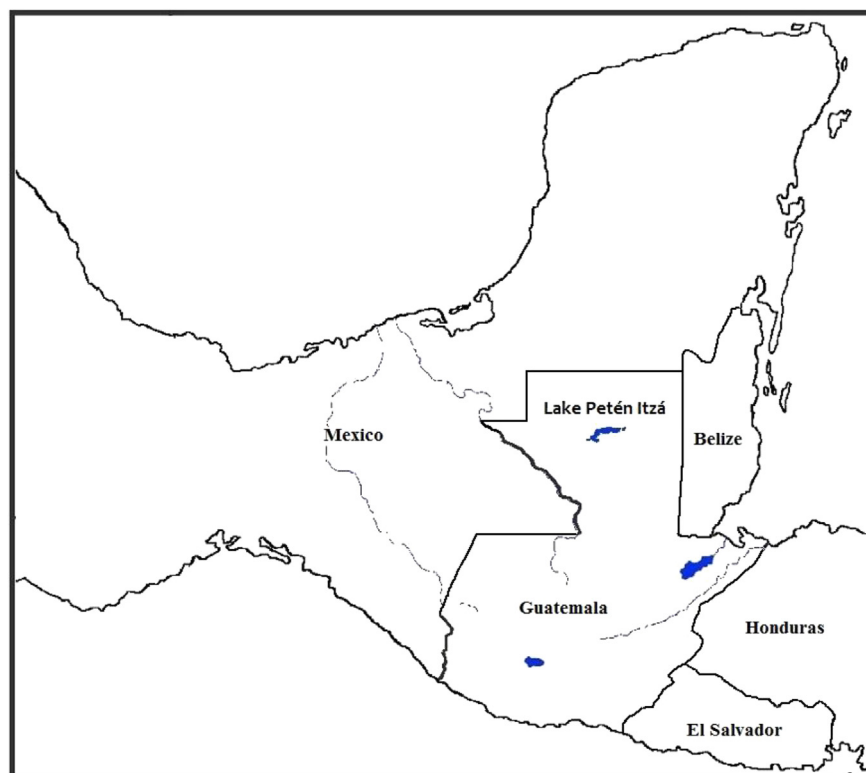 Lake Petén Itzá
Mexico
Belize
Guatemala
Honduras
El Salvador